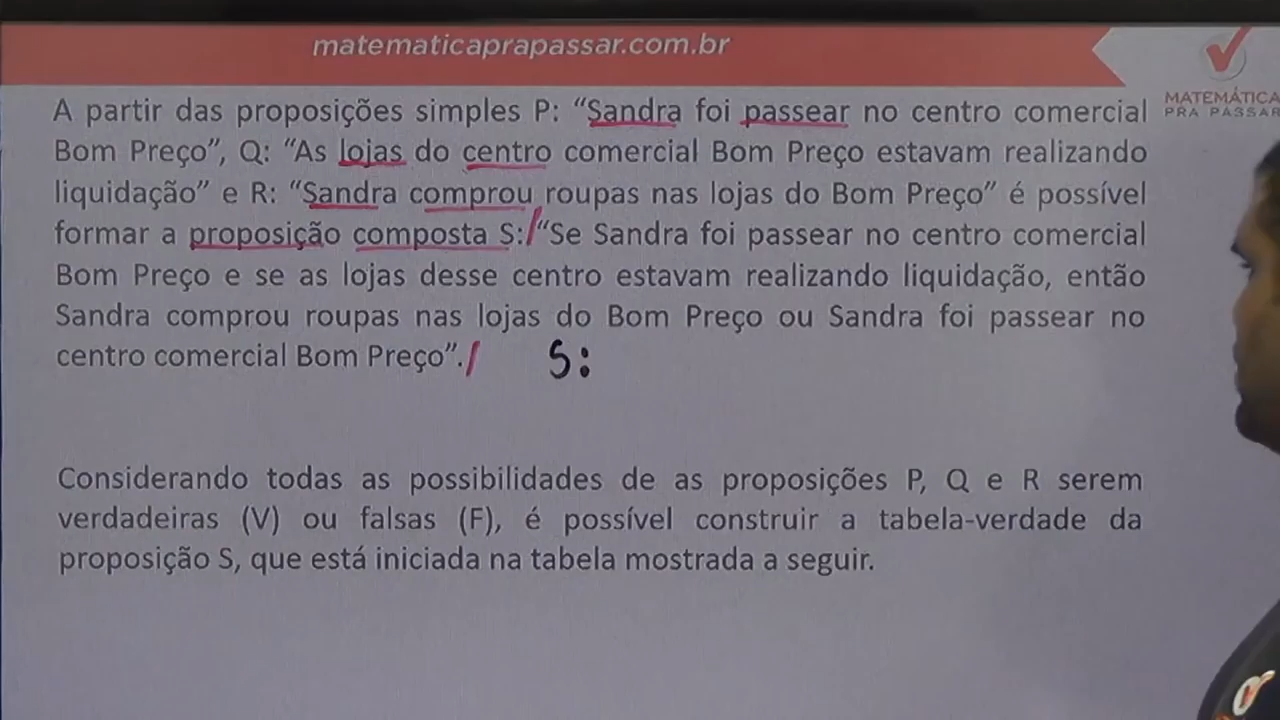 matematicaprapassar.com.br
MATEMÁTICA
PRA PASSAR
A partir das proposições simples P: “Sandra foi passear no centro comercial
Bom Preço”, Q: “As lojas do centro comercial Bom Preço estavam realizando
liquidação” e R: “Sandra comprou roupas nas lojas do Bom Preço” é possível
formar a proposição composta S: “Se Sandra foi passear no centro comercial
Bom Preço e se as lojas desse centro estavam realizando liquidação, então
Sandra comprou roupas nas lojas do Bom Preço ou Sandra foi passear no
centro comercial Bom Preço”.
S:
Considerando todas as possibilidades de as proposições P, Q e R serem
verdadeiras (V) ou falsas (F), é possível construir a tabela-verdade da
proposição S, que está iniciada na tabela mostrada a seguir.